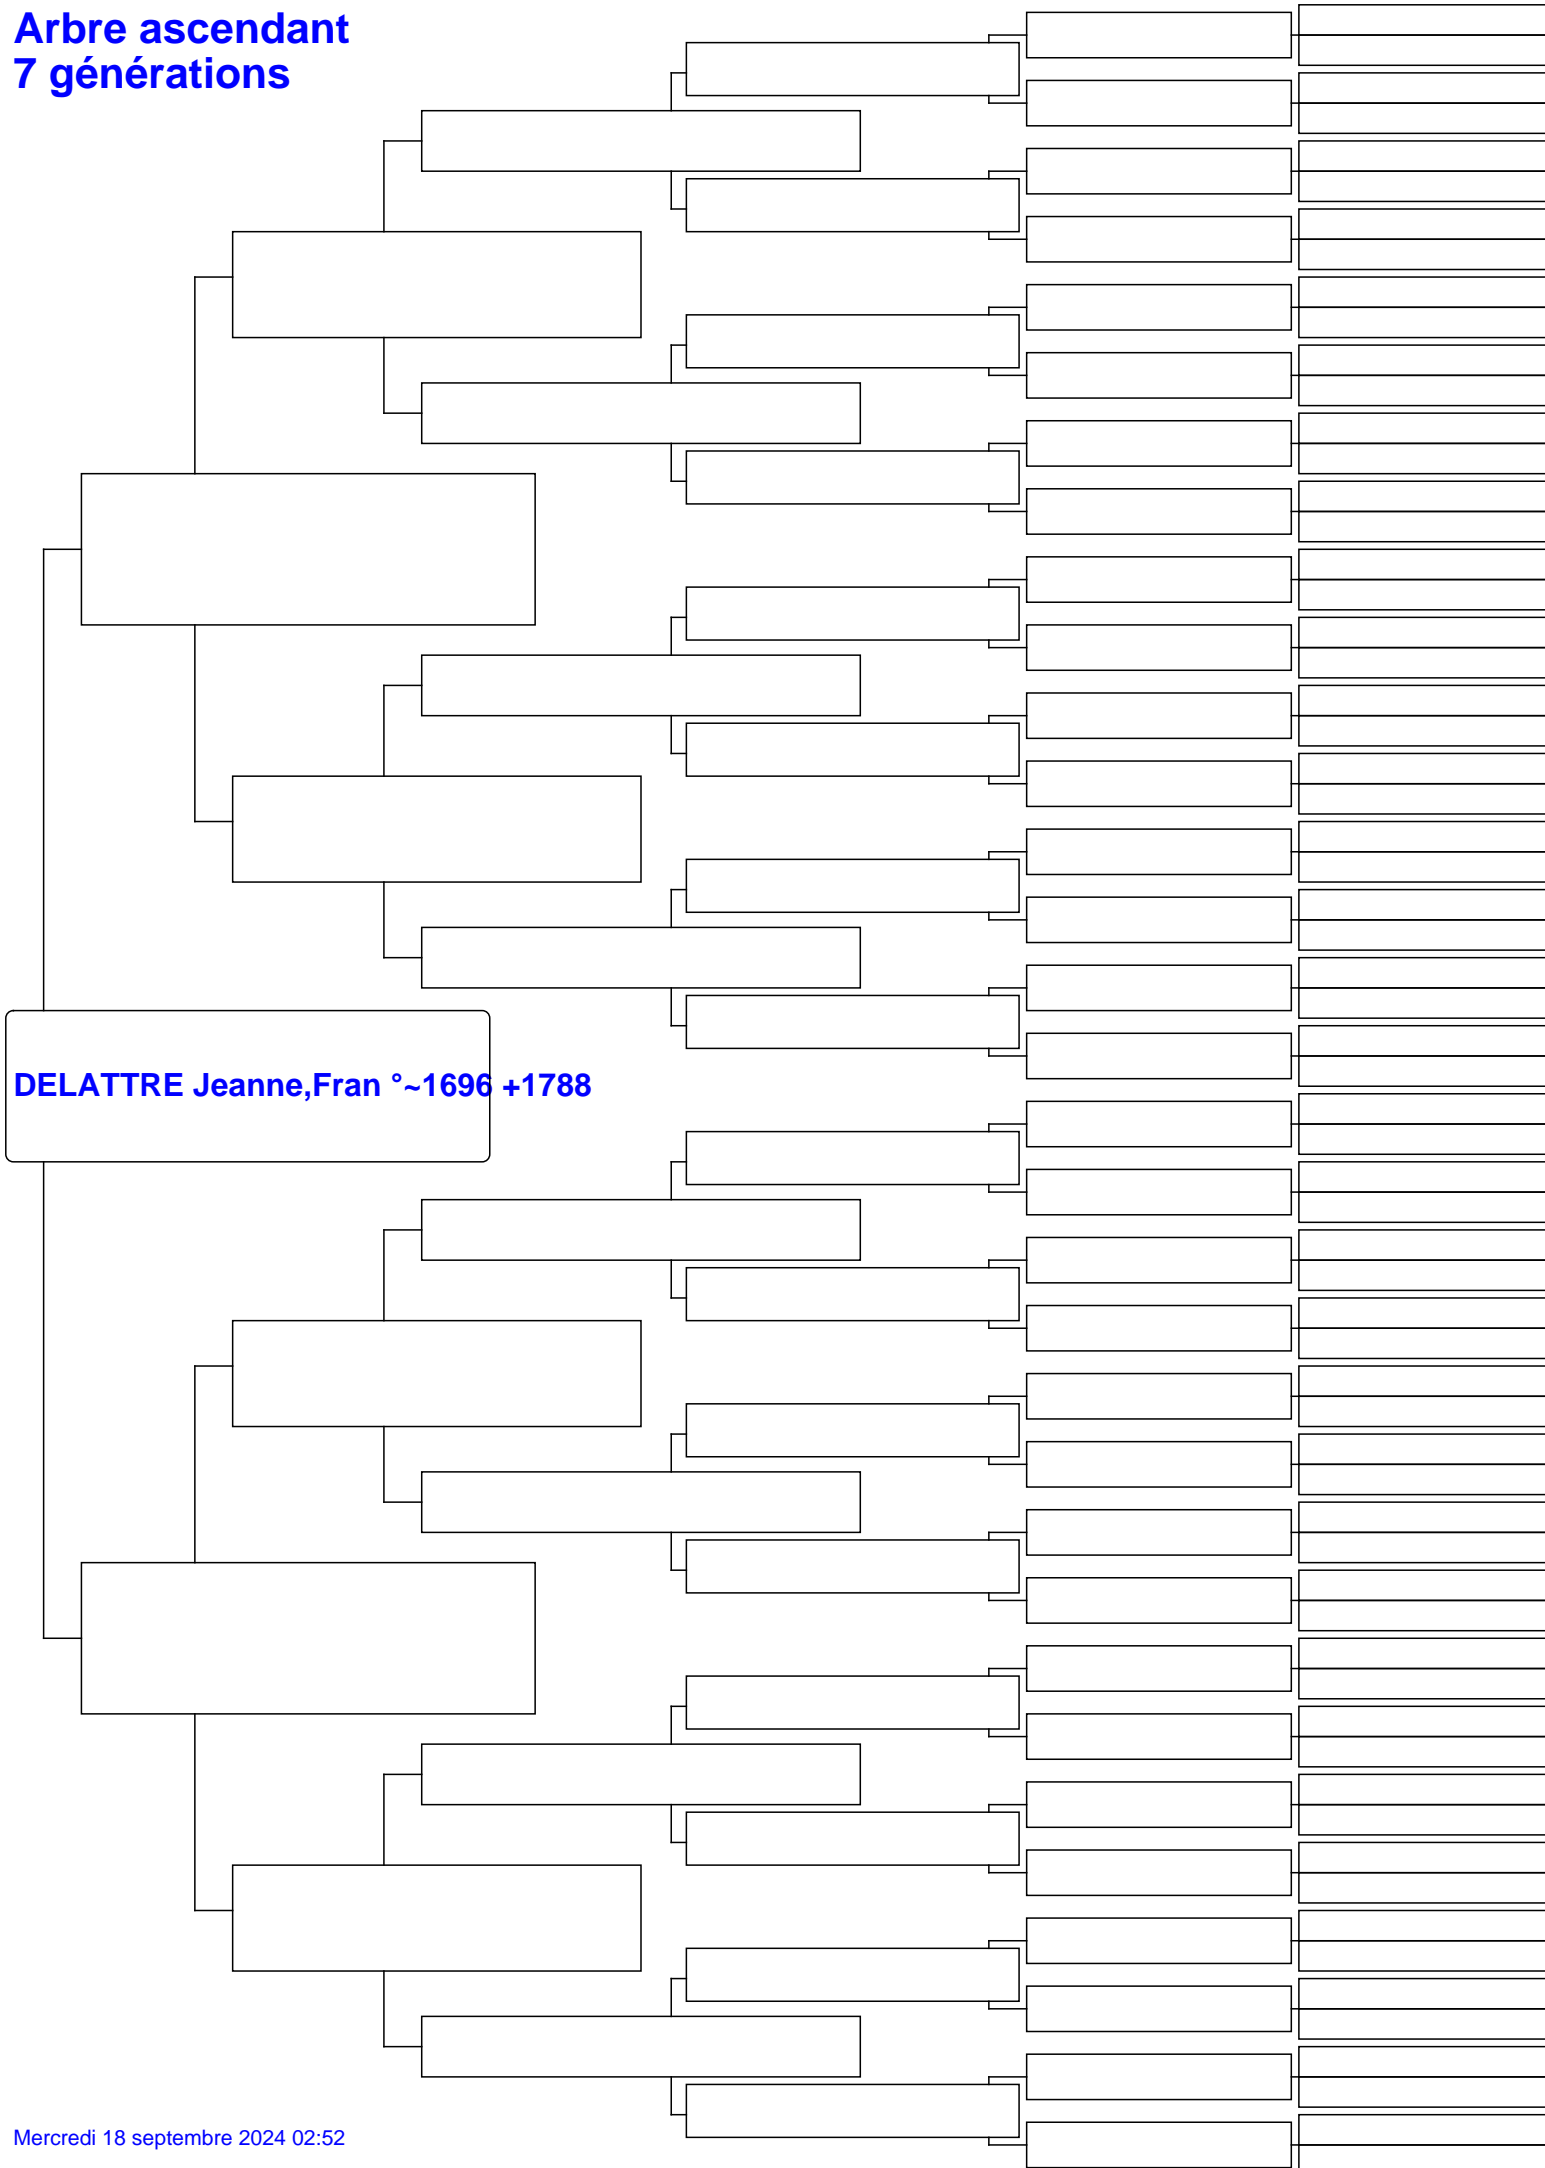 Arbre ascendant
7 générations
DELATTRE Jeanne,Fran °~1696 +1788
Mercredi 18 septembre 2024 02:52